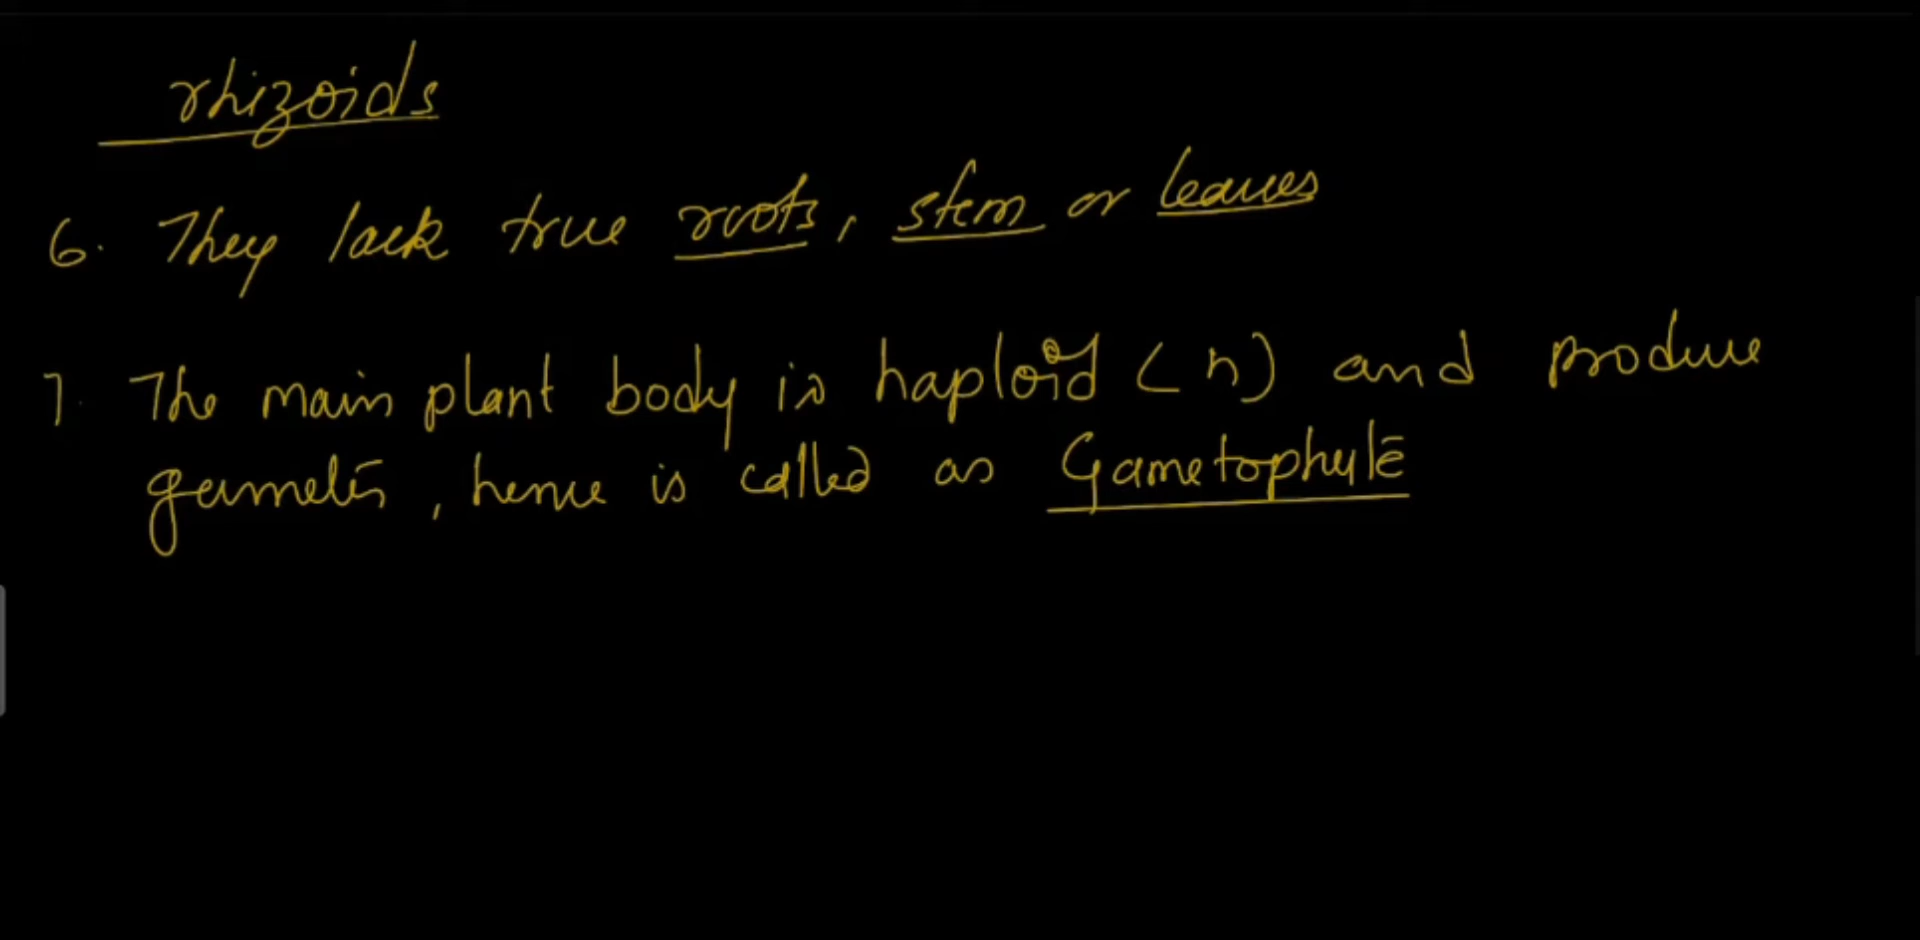 rhizoids
6. They lack true roots, stem or leaves
7. The main plant body is haploid (n) and produce
gametes, hence is called as Gametophyte